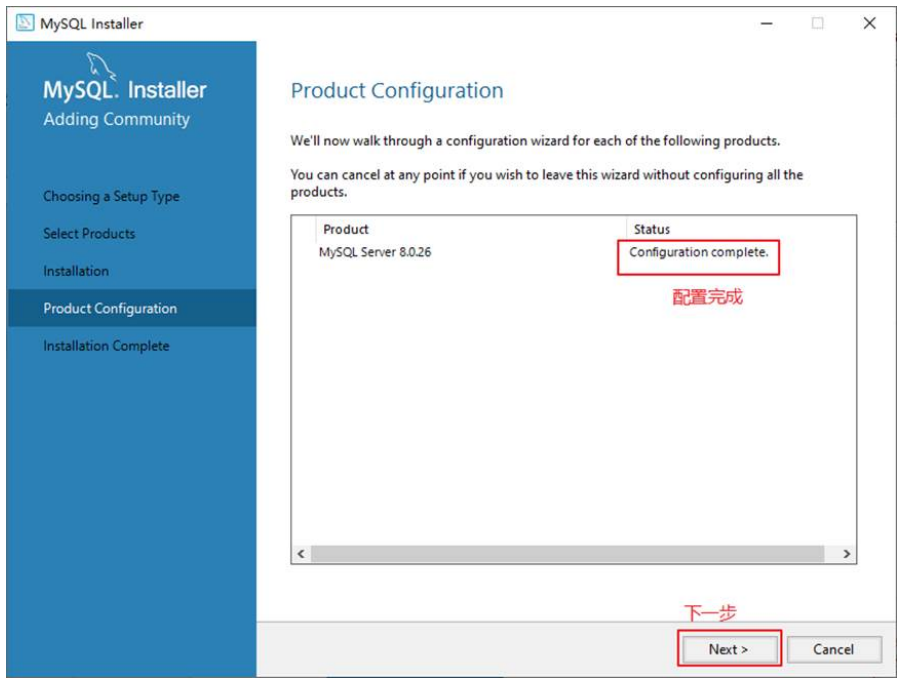 MySQL Installer
MySQL. Installer
Adding Community
Choosing a Setup Type
Select Products
Installation
Product Configuration
Installation Complete
Product Configuration
We'll now walk through a configuration wizard for each of the following products.
You can cancel at any point if you wish to leave this wizard without configuring all the
products.
Product Status
MySQL Server 8.0.26 Configuration complete.
配置完成
下一步
Next > Cancel